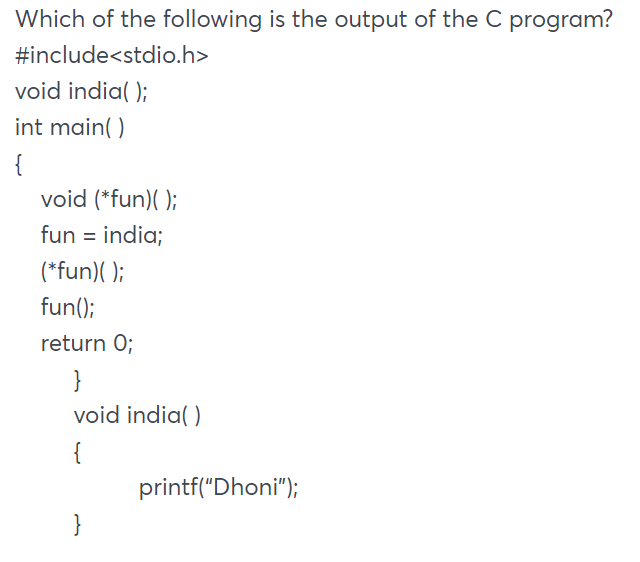 Which of the following is the output of the C program?
#include<stdio.h>
void india( );
int main( )
{
void (*fun)( );
fun = india;
(*fun)( );
fun();
return 0;
}
void india( )
{
printf(“Dhoni”);
}